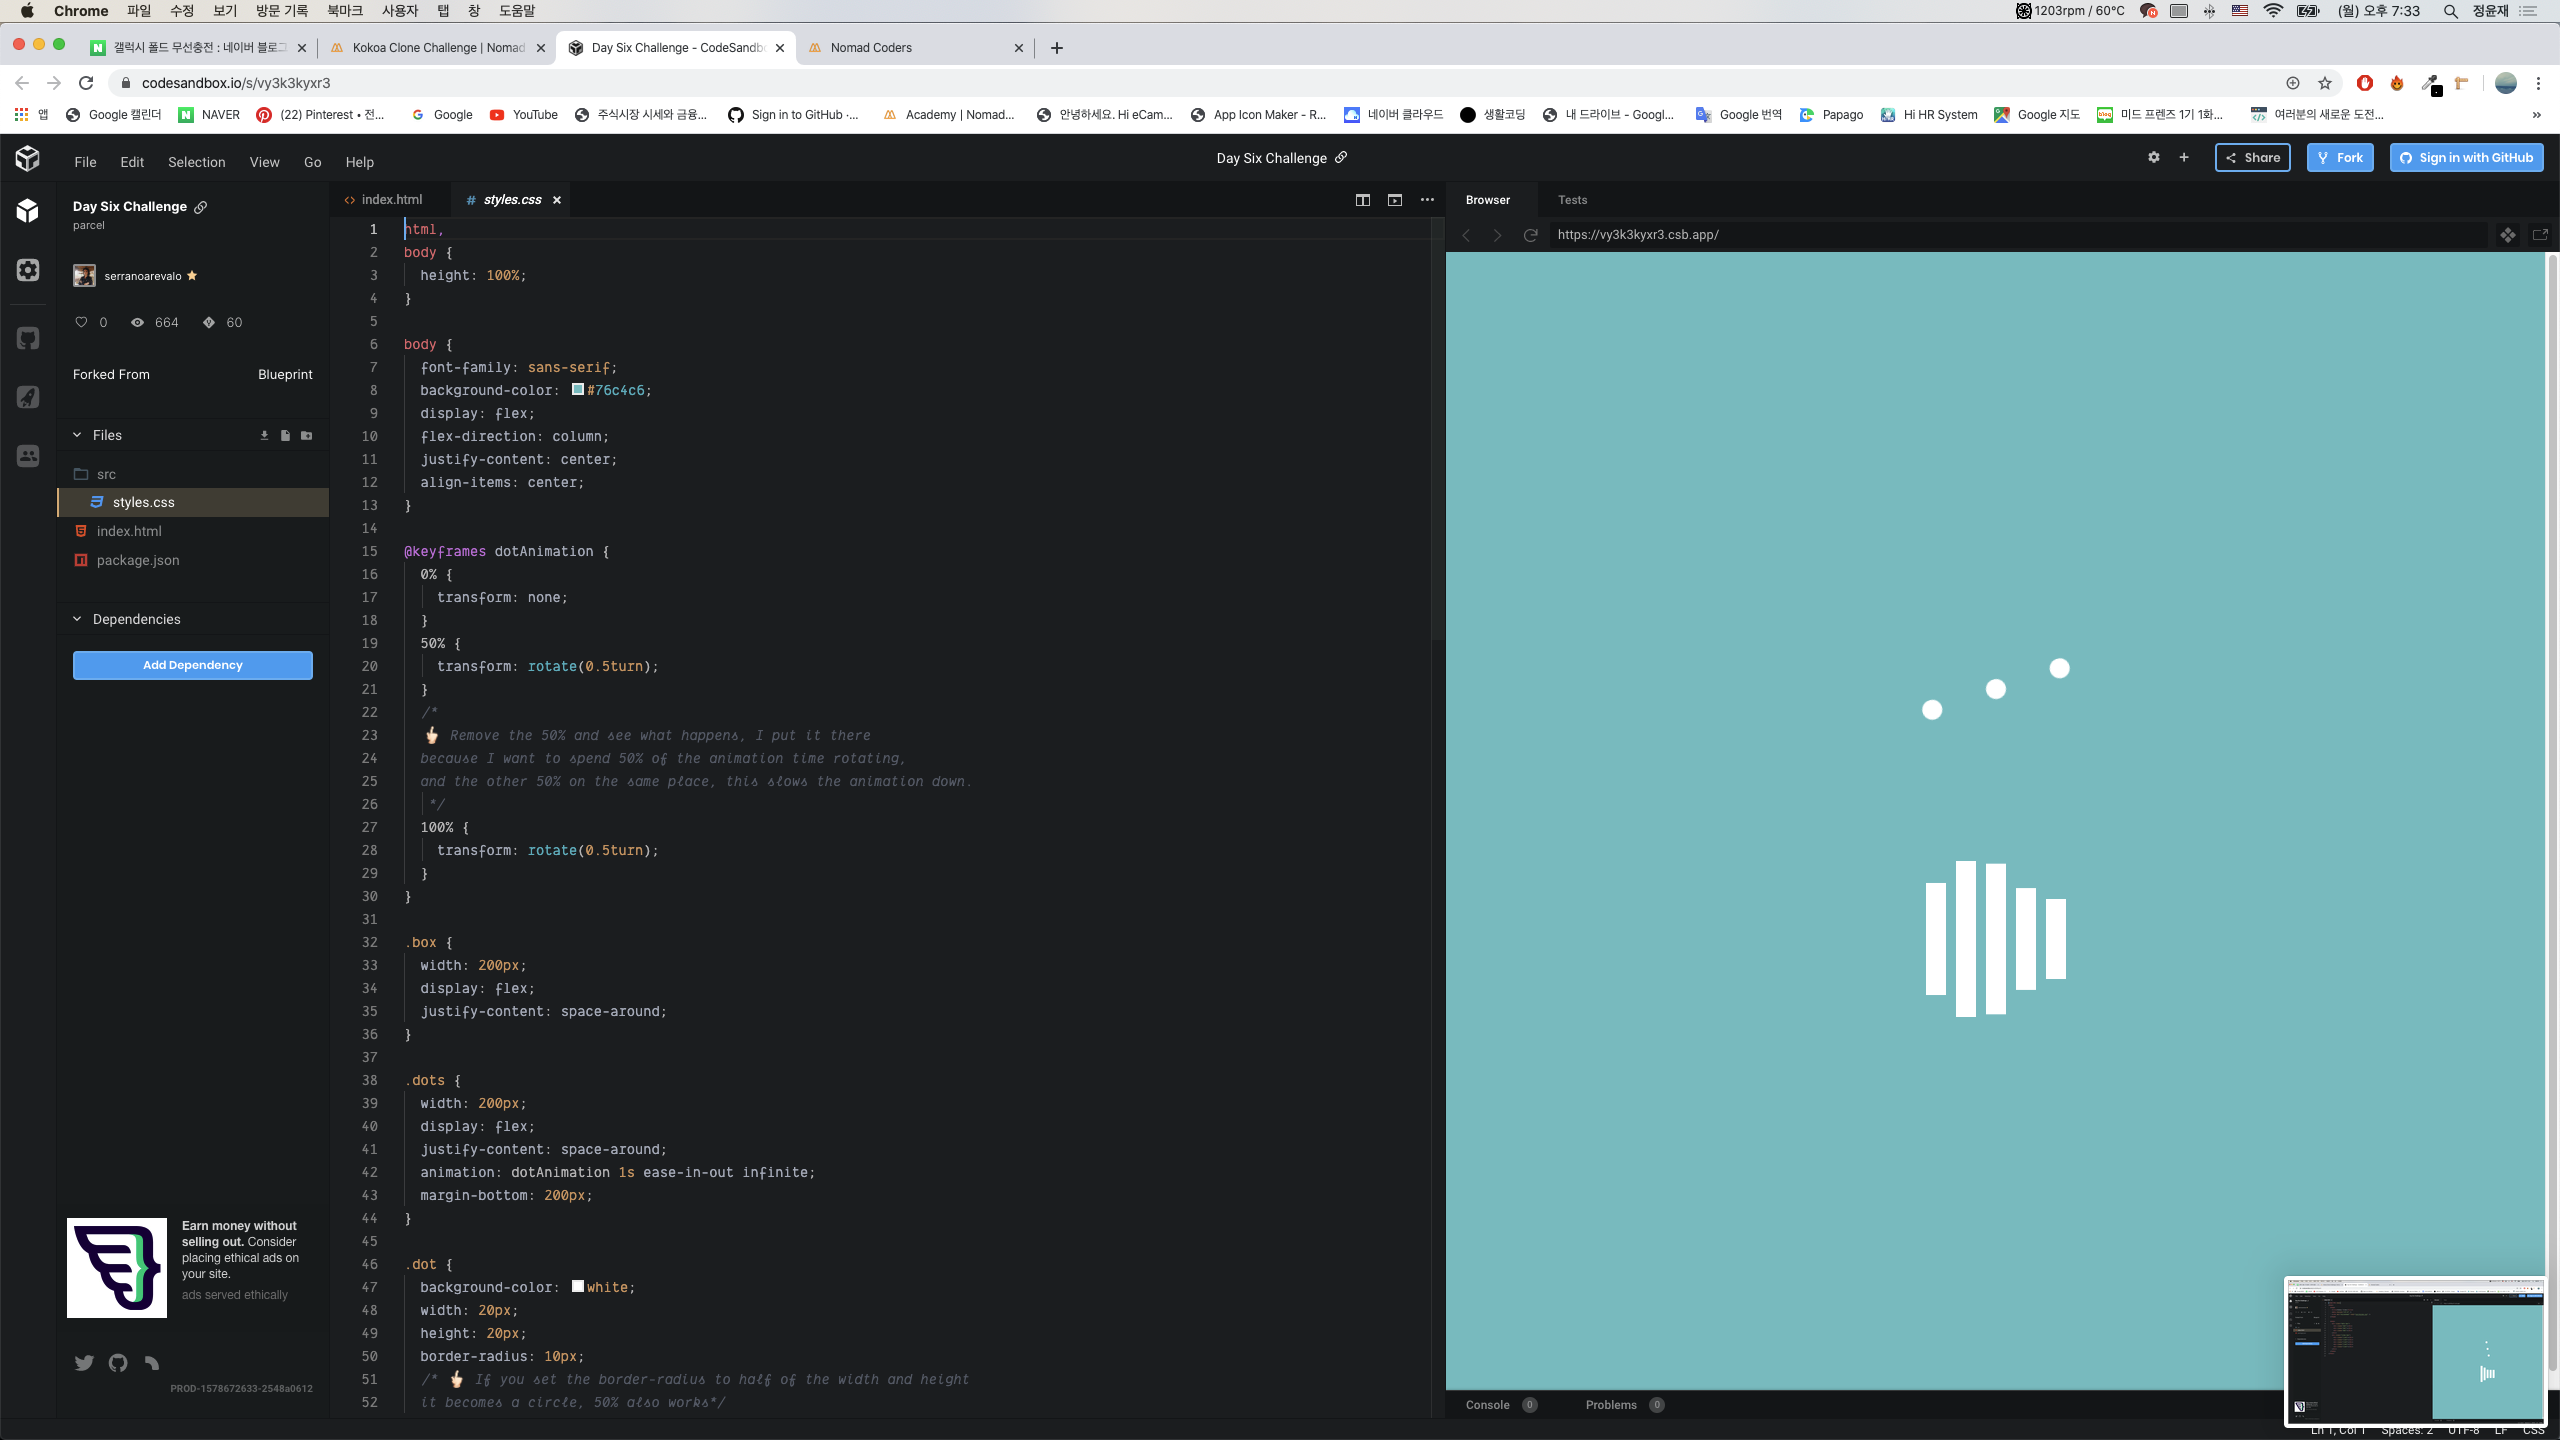 Chrome 파일 수정 보기 방문 기록 북마크 사용자 탭 창 도움말
1203rpm / 60°C (월) 오후 7:33 정윤재
갤럭시 폴드 무선충전 : 네이버 블로그
Kokoa Clone Challenge | Nomad
Day Six Challenge - CodeSandbo
Nomad Coders
codesandbox.io/s/vy3k3kyxr3
앱
Google 캘린더
NAVER
(22) Pinterest • 전...
Google
YouTube
주식시장 시세와 금융...
Sign in to GitHub ·...
Academy | Nomad...
안녕하세요. Hi eCam...
App Icon Maker - R...
네이버 클라우드
생활코딩
내 드라이브 - Googl...
Google 번역
Papago
Hi HR System
Google 지도
미드 프렌즈 1기 1화...
여러분의 새로운 도전...
File Edit Selection View Go Help
Day Six Challenge
Share
Fork
Sign in with GitHub
Day Six Challenge
parcel
serranoarevalo
0 664 60
Forked From Blueprint
Files
src
styles.css
index.html
package.json
Dependencies
Add Dependency
Earn money without
selling out. Consider
placing ethical ads on
your site.
ads served ethically
PROD-1578672633-2548a0612
index.html
styles.css
1 html,
2 body {
3 height: 100%;
4 }
5
6 body {
7 font-family: sans-serif;
8 background-color: #76c4c6;
9 display: flex;
10 flex-direction: column;
11 justify-content: center;
12 align-items: center;
13 }
14
15 @keyframes dotAnimation {
16 0% {
17 transform: none;
18 }
19 50% {
20 transform: rotate(0.5turn);
21 }
22 /*
23 👆🏻 Remove the 50% and see what happens, I put it there
24 because I want to spend 50% of the animation time rotating,
25 and the other 50% on the same place, this slows the animation down.
26 */
27 100% {
28 transform: rotate(0.5turn);
29 }
30 }
31
32 .box {
33 width: 200px;
34 display: flex;
35 justify-content: space-around;
36 }
37
38 .dots {
39 width: 200px;
40 display: flex;
41 justify-content: space-around;
42 animation: dotAnimation 1s ease-in-out infinite;
43 margin-bottom: 200px;
44 }
45
46 .dot {
47 background-color: white;
48 width: 20px;
49 height: 20px;
50 border-radius: 10px;
51 /* 👆🏻 If you set the border-radius to half of the width and height
52 it becomes a circle, 50% also works*/
Browser Tests
https://vy3k3kyxr3.csb.app/
Console 0 Problems 0
Ln 1, Col 1 Spaces: 2 UTF-8 LF CSS